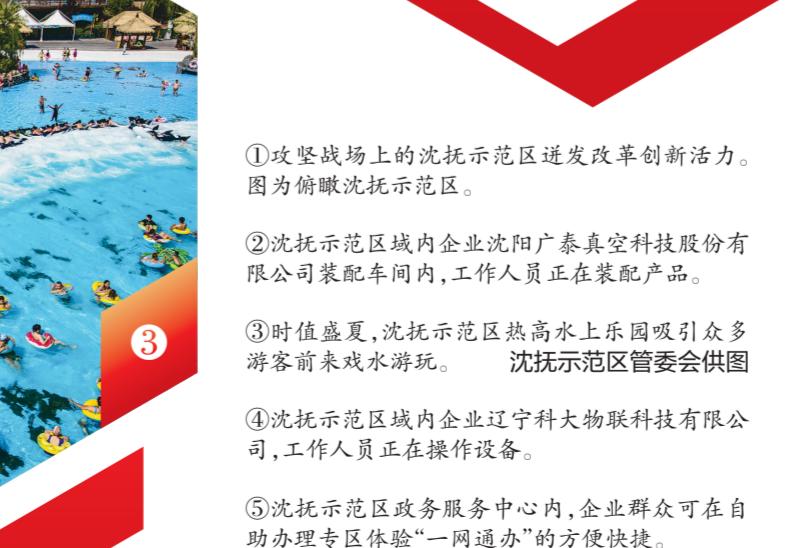 ①攻坚战场上的沈抚示范区迸发改革创新活力。
图为俯瞰沈抚示范区。
②沈抚示范区域内企业沈阳广泰真空科技股份有
限公司装配车间内,工作人员正在装配产品。
③时值盛夏,沈抚示范区热高水上乐园吸引众多
游客前来戏水游玩。 沈抚示范区管委会供图
③
④沈抚示范区域内企业辽宁科大物联科技有限公
司,工作人员正在操作设备。
⑤沈抚示范区政务服务中心内,企业群众可在自
助办理专区体验“一网通办”的方便快捷。